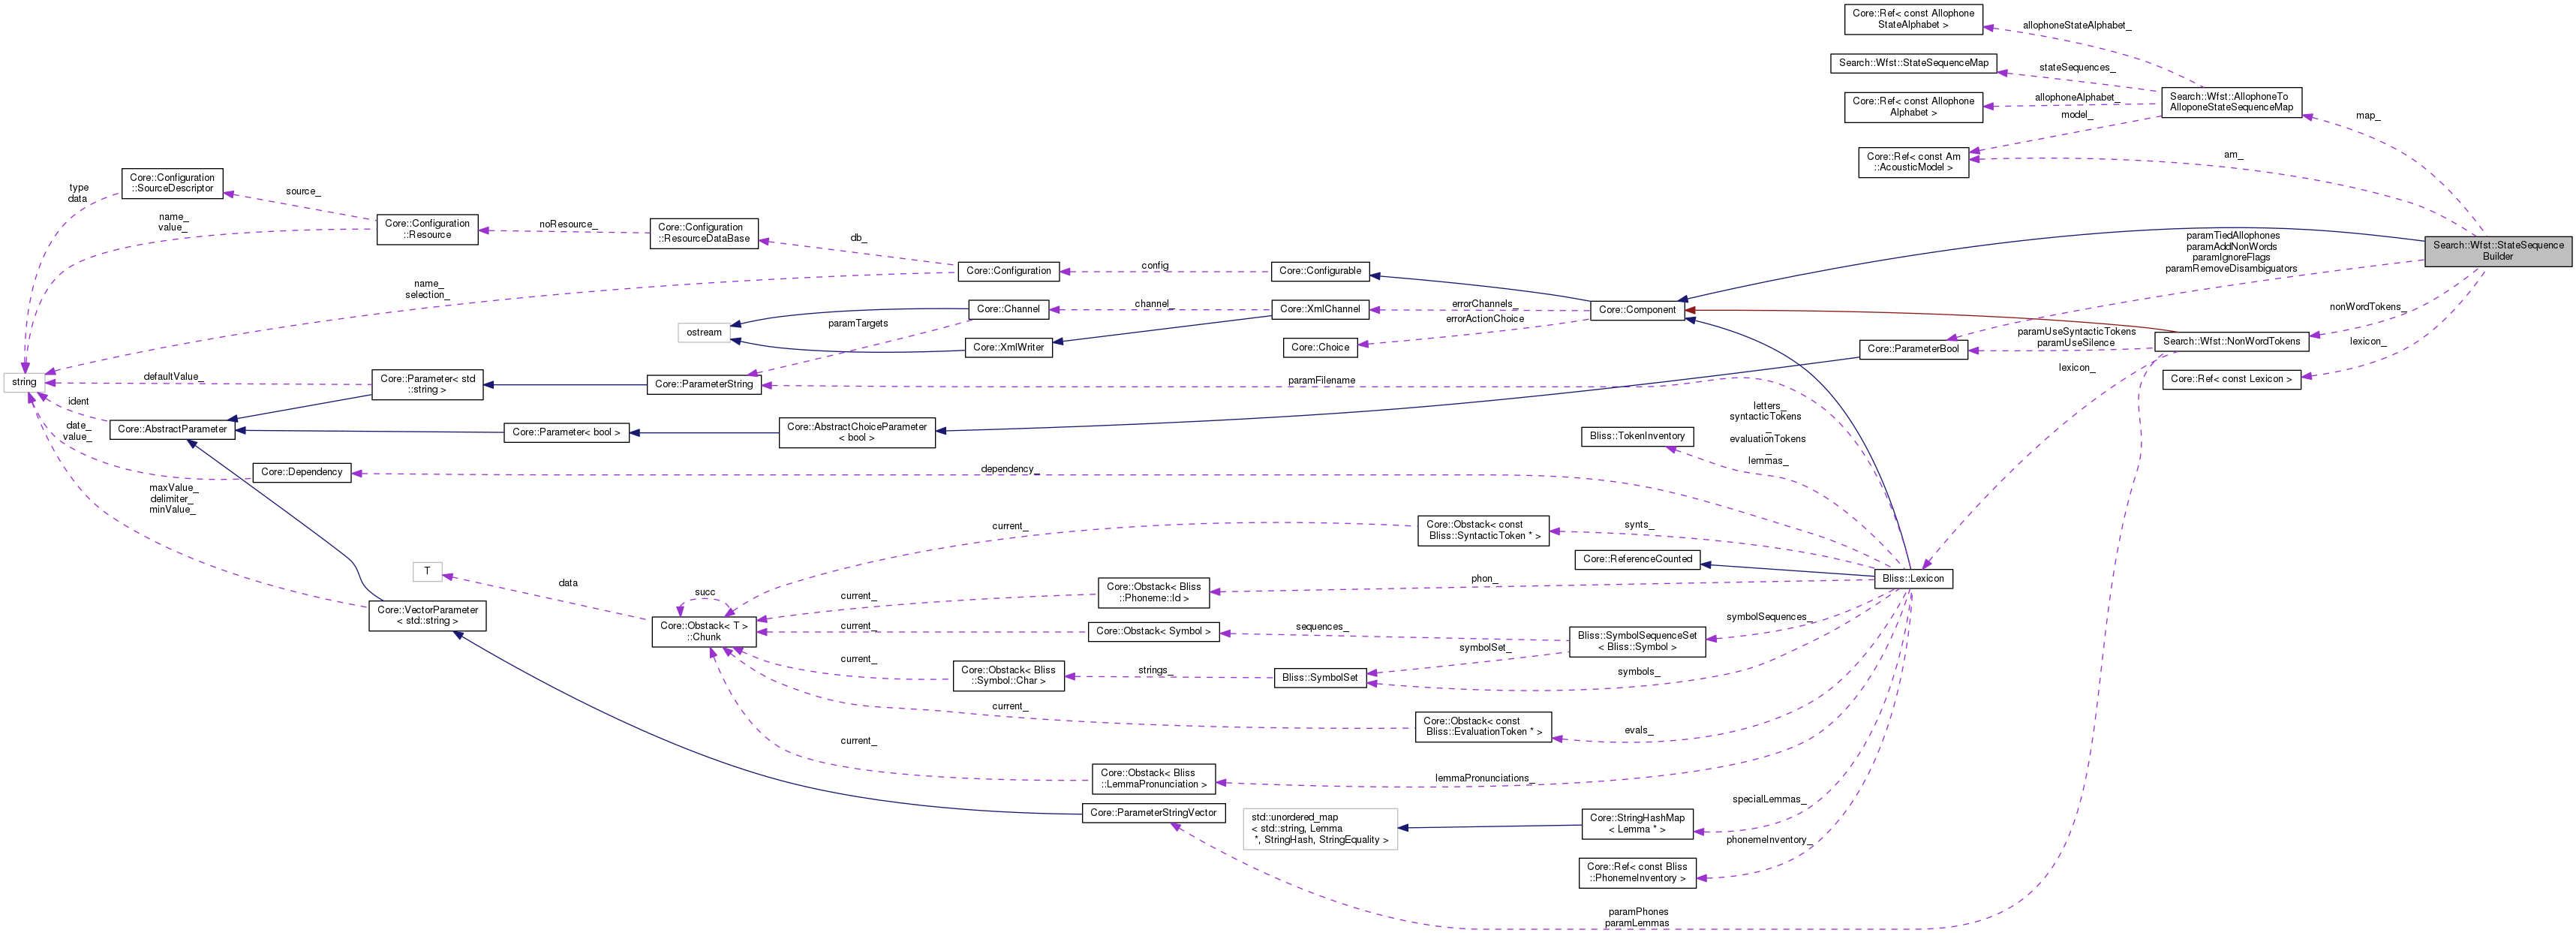 Core::Ref< const Allophone
StateAlphabet >
allophoneStateAlphabet_
Search::Wfst::StateSequenceMap
stateSequences_
Core::Ref< const Allophone
Alphabet >
allophoneAlphabet_
Search::Wfst::AllophoneTo
AlloponeStateSequenceMap
model_
map_
Core::Ref< const Am
::AcousticModel >
am_
Core::Configuration
::SourceDescriptor
type
data
source_
name_
value_
Core::Configuration
::Resource
noResource_
Core::Configuration
::ResourceDataBase
db_
Core::Configuration
config
Core::Configurable
paramTiedAllophones
paramAddNonWords
paramIgnoreFlags
paramRemoveDisambiguators
Search::Wfst::StateSequence
Builder
name_
selection_
Core::Channel
channel_
Core::XmlChannel
errorChannels_
errorActionChoice
Core::Component
nonWordTokens_
ostream
paramTargets
Core::XmlWriter
Core::Choice
Core::ParameterBool
paramUseSyntacticTokens
paramUseSilence
Search::Wfst::NonWordTokens
lexicon_
string
defaultValue_
Core::Parameter< std
::string >
Core::ParameterString
paramFilename
lexicon_
Core::Ref< const Lexicon >
ident
Core::AbstractParameter
Core::Parameter< bool >
Core::AbstractChoiceParameter
< bool >
letters_
syntacticTokens
_
evaluationTokens
_
lemmas_
Bliss::TokenInventory
date_
value_
Core::Dependency
dependency_
maxValue_
delimiter_
minValue_
current_
Core::Obstack< const
Bliss::SyntacticToken * >
synts_
Core::ReferenceCounted
T
data
Bliss::Lexicon
phon_
Core::Obstack< Bliss
::Phoneme::Id >
current_
succ
Core::VectorParameter
< std::string >
Core::Obstack< T >
::Chunk
current_
Core::Obstack< Symbol >
sequences_
Bliss::SymbolSequenceSet
< Bliss::Symbol >
symbolSequences_
symbolSet_
current_
Core::Obstack< Bliss
::Symbol::Char >
strings_
Bliss::SymbolSet
symbols_
current_
Core::Obstack< const
Bliss::EvaluationToken * >
evals_
current_
Core::Obstack< Bliss
::LemmaPronunciation >
lemmaPronunciations_
Core::ParameterStringVector
std::unordered_map
< std::string, Lemma
*, StringHash, StringEquality >
Core::StringHashMap
< Lemma * >
specialLemmas_
phonemeInventory_
Core::Ref< const Bliss
::PhonemeInventory >
paramPhones
paramLemmas